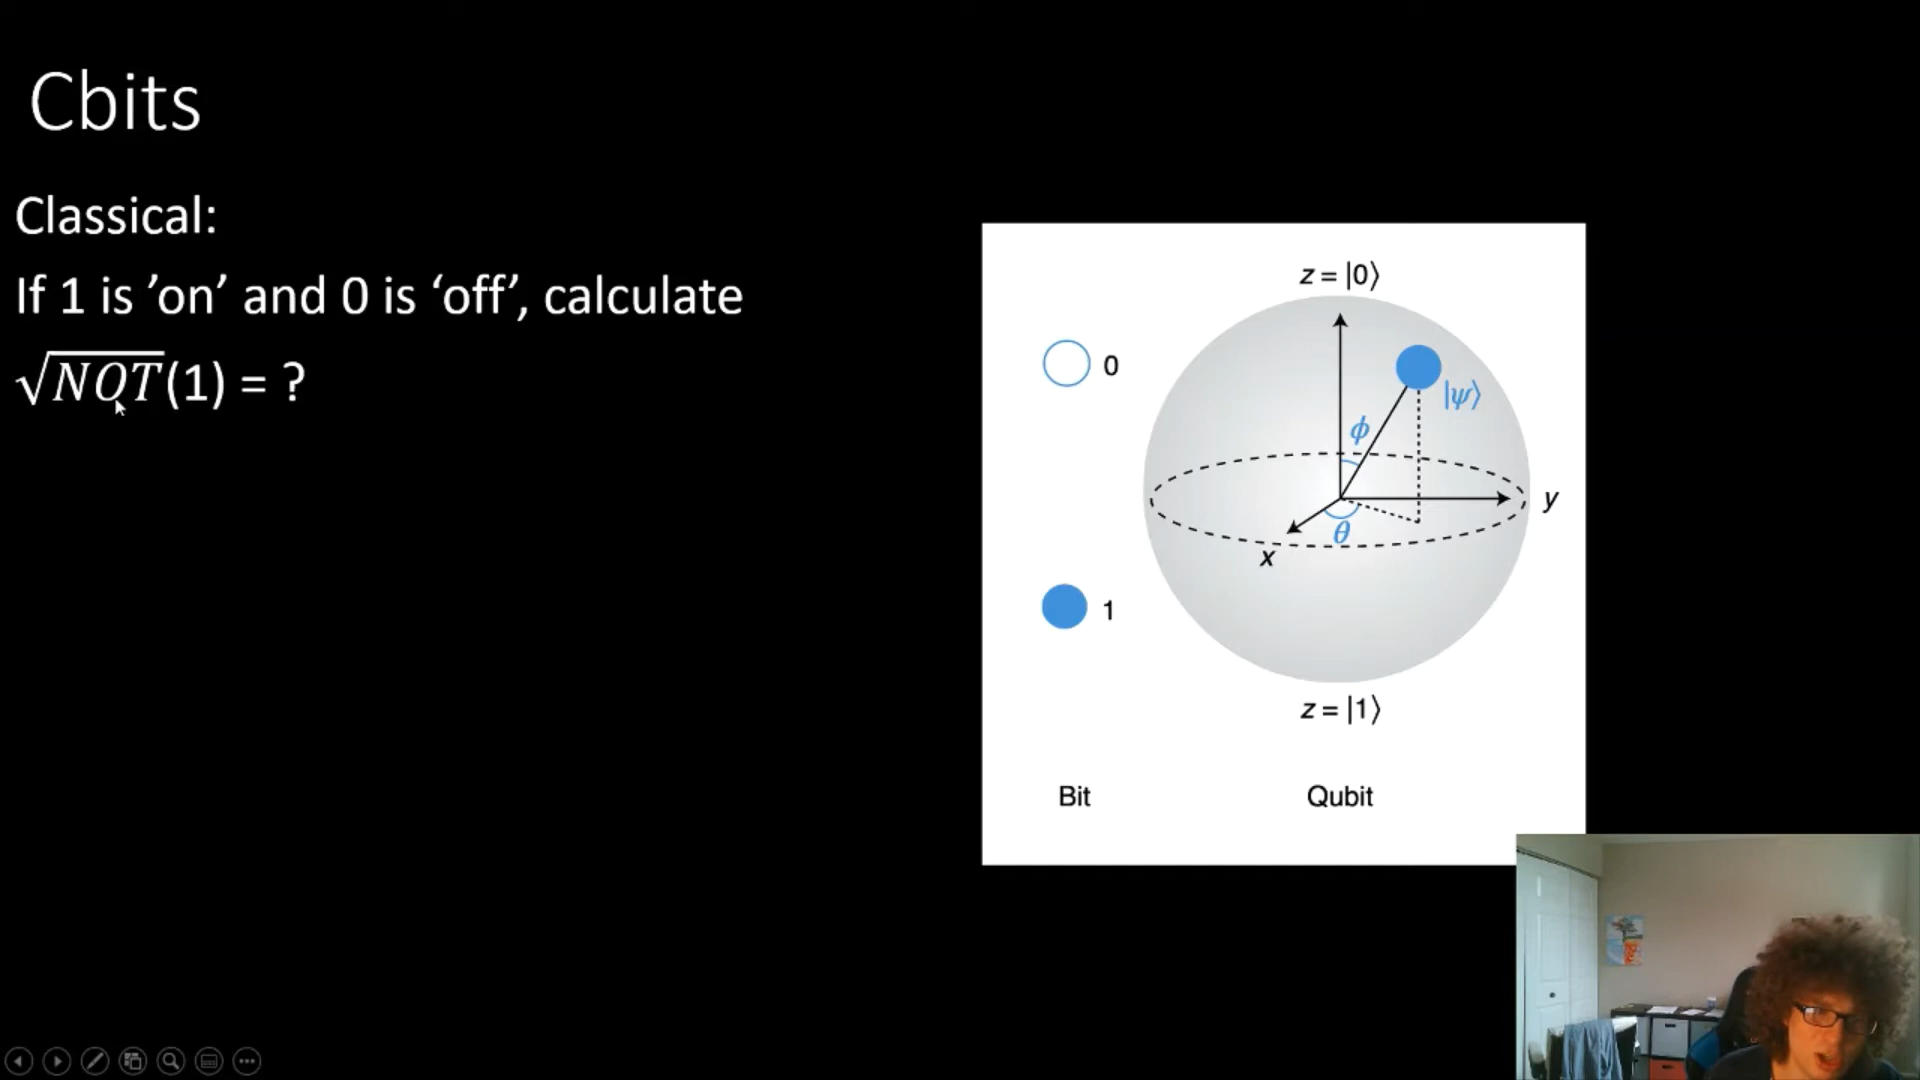 Cbits
Classical:
If 1 is ’on’ and 0 is ‘off’, calculate
√NOT(1) = ?
z = |0⟩
0
|ψ⟩
ϕ
y
θ
x
1
z = |1⟩
Bit
Qubit